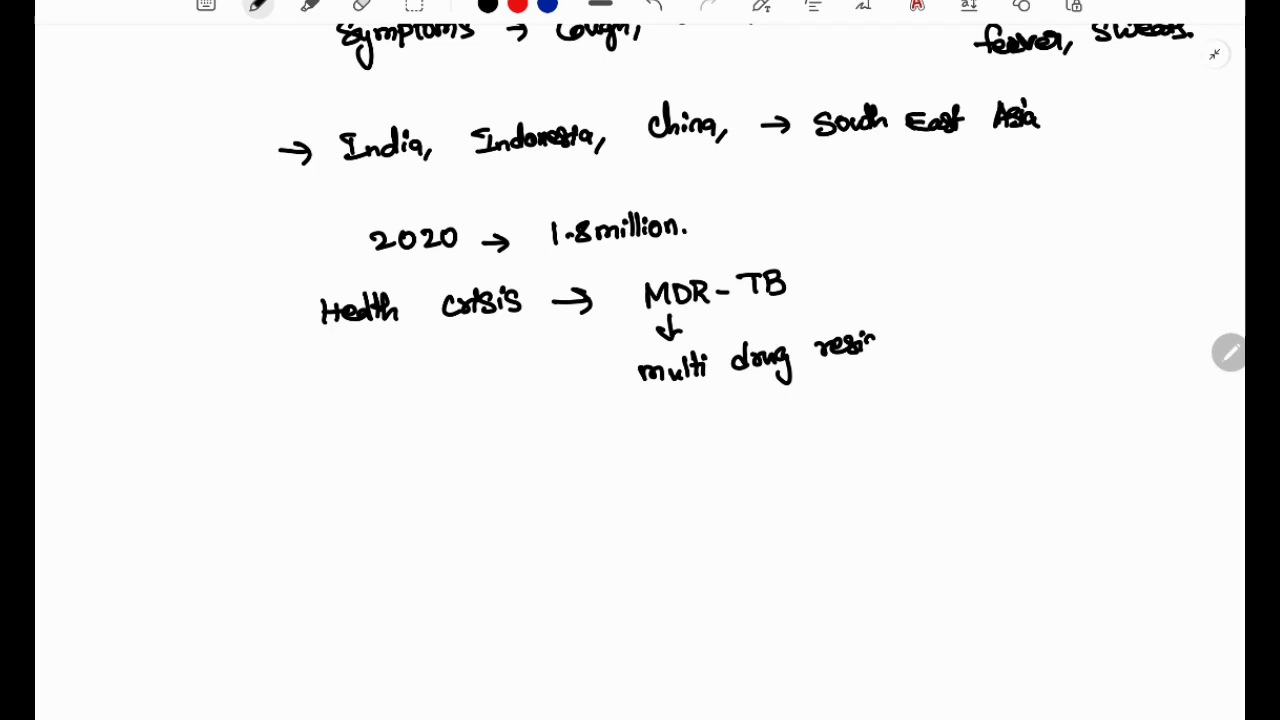 symptoms → Cough, fever, sweats.
→ India, Indonesia, China, → South East Asia
2020 → 1.8 million.
Health crisis → MDR-TB
↓
multi drug resis